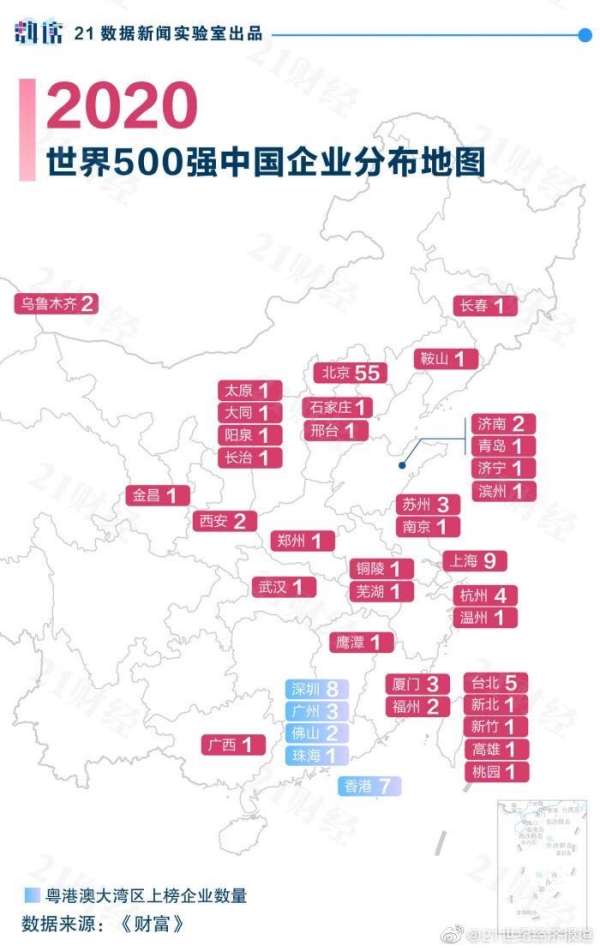 21数据新闻实验室出品
2020
世界500强中国企业分布地图
乌鲁木齐 2
长春 1
鞍山 1
北京 55
太原 1
大同 1
阳泉 1
长治 1
石家庄 1
邢台 1
济南 2
青岛 1
济宁 1
滨州 1
金昌 1
西安 2
郑州 1
苏州 3
南京 1
上海 9
铜陵 1
芜湖 1
武汉 1
杭州 4
温州 1
鹰潭 1
深圳 8
广州 3
佛山 2
珠海 1
厦门 3
福州 2
台北 5
新北 1
新竹 1
高雄 1
桃园 1
广西 1
香港 7
粤港澳大湾区上榜企业数量
数据来源：《财富》
@21世纪经济报道
21财经